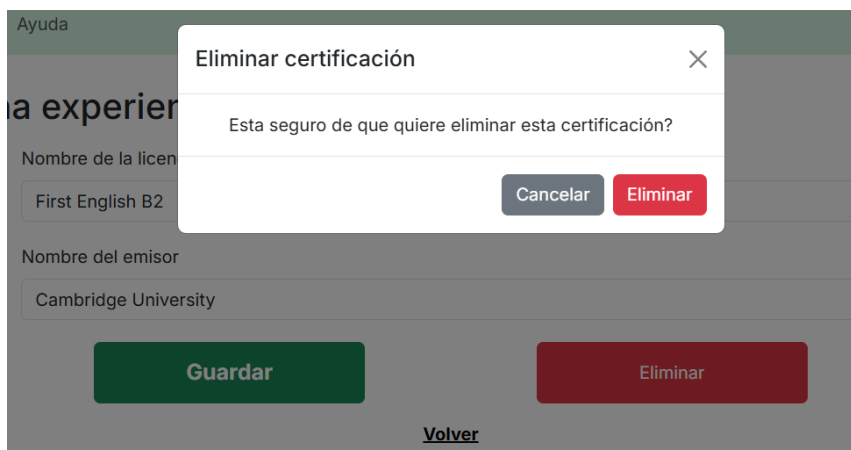 Ayuda
Eliminar certificación
Esta seguro de que quiere eliminar esta certificación?
Cancelar Eliminar
experier
Nombre de la licen
First English B2
Nombre del emisor
Cambridge University
Guardar Eliminar
Volver